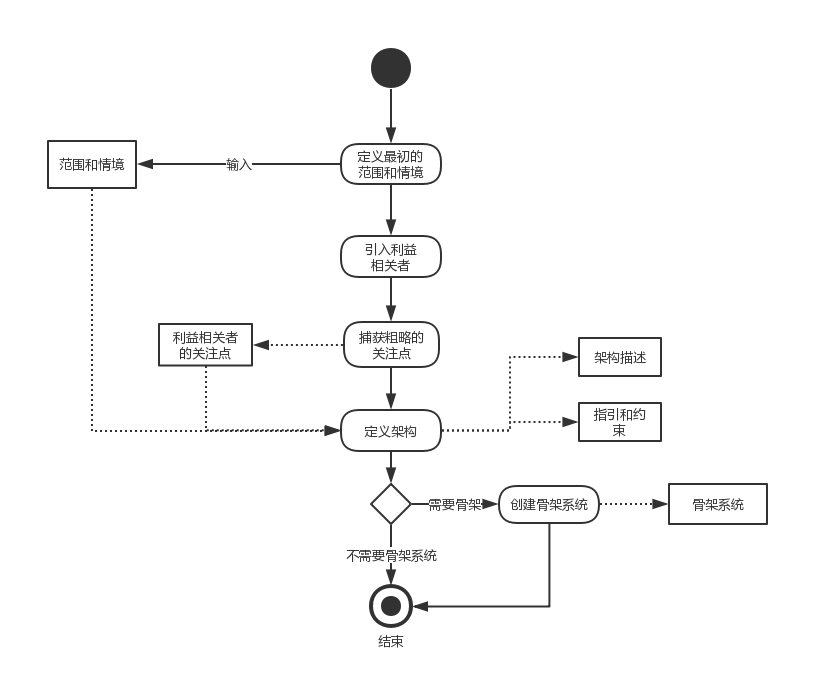 定义最初的
范围和情境
输入
范围和情境
引入利益
相关者
捕获粗略的
关注点
利益相关者
的关注点
架构描述
指引和约
束
定义架构
需要骨架
创建骨架系统
骨架系统
不需要骨架系统
结束